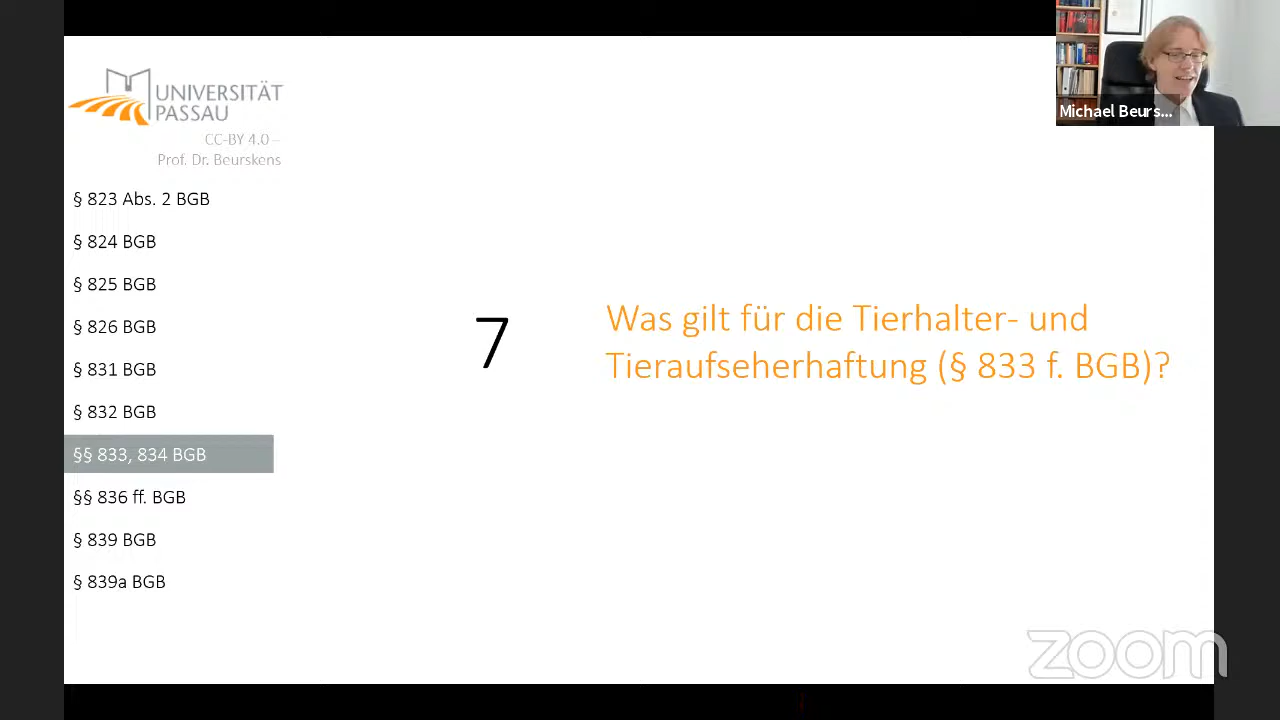 UNIVERSITÄT
PASSAU
CC-BY 4.0 –
Prof. Dr. Beurskens
§ 823 Abs. 2 BGB
§ 824 BGB
§ 825 BGB
§ 826 BGB
§ 831 BGB
§ 832 BGB
§§ 833, 834 BGB
§§ 836 ff. BGB
§ 839 BGB
§ 839a BGB
7
Was gilt für die Tierhalter- und
Tieraufseherhaftung (§ 833 f. BGB)?
Michael Beurs...
zoom